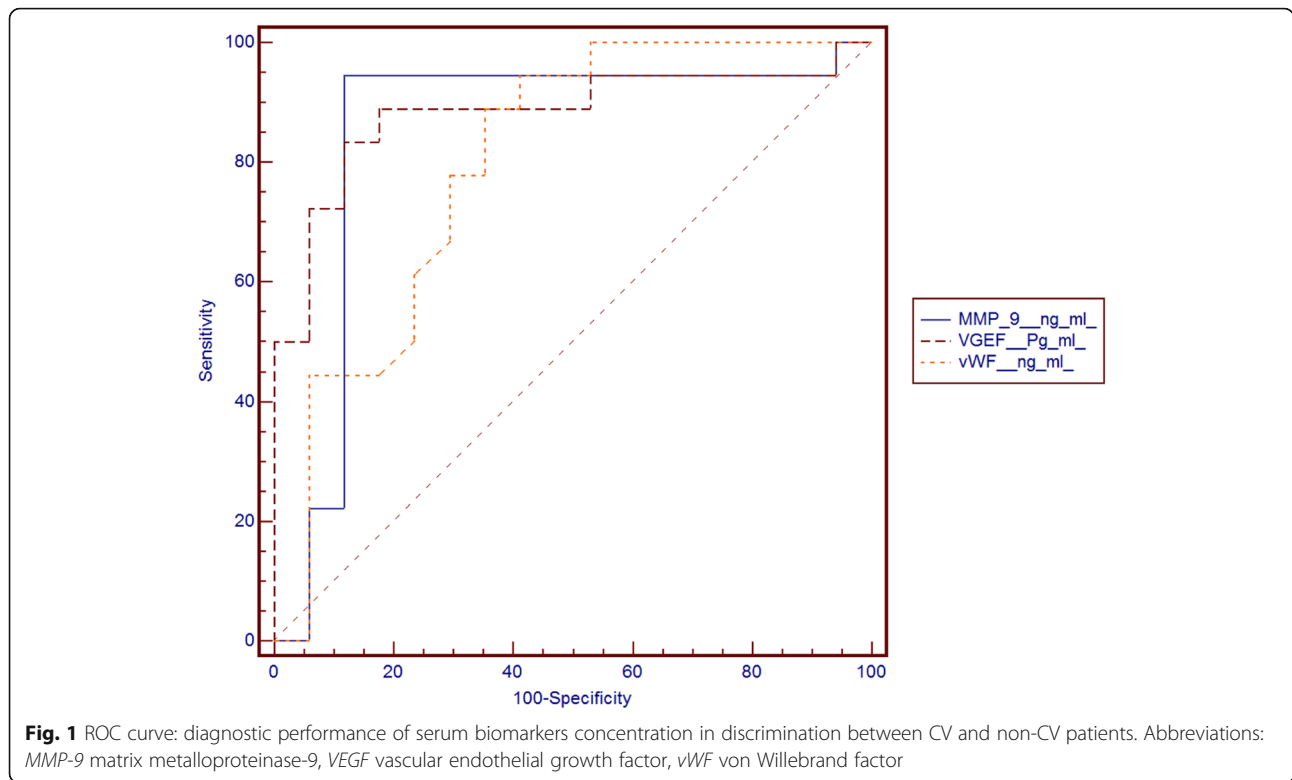 100
80
60
40
20
0
Sensitivity
0 20 40 60 80 100
100-Specificity
MMP_9__ng_ml_
VGEF__Pg_ml_
vWF__ng_ml_
Fig. 1 ROC curve: diagnostic performance of serum biomarkers concentration in discrimination between CV and non-CV patients. Abbreviations:
MMP-9 matrix metalloproteinase-9, VEGF vascular endothelial growth factor, vWF von Willebrand factor